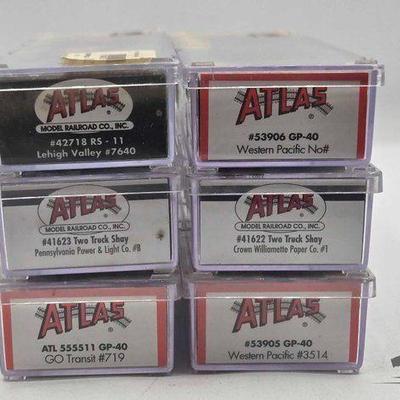 ATLAS
MODEL RAILROAD CO., INC.
#42718 RS - 11
Lehigh Valley #7640
ATLAS
#53906 GP-40
Western Pacific No#
ATLAS
MODEL RAILROAD CO., INC.
#41623 Two Truck Shay
Pennsylvania Power & Light Co. #8
ATLAS
MODEL RAILROAD CO., INC.
#41622 Two Truck Shay
Crown Williamette Paper Co. #1
ATLAS
ATL 555511 GP-40
GO Transit #719
ATLAS
#53905 GP-40
Western Pacific #3514